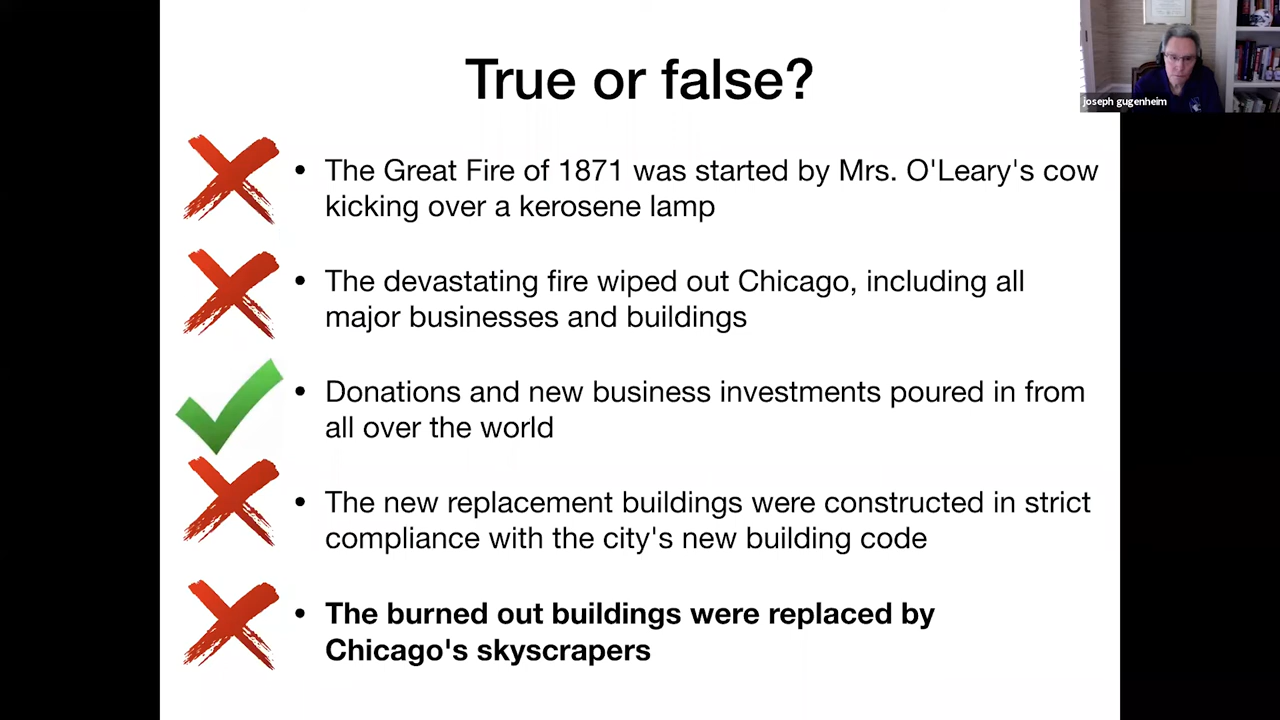 True or false?
joseph gugenheim
• The Great Fire of 1871 was started by Mrs. O'Leary's cow
kicking over a kerosene lamp
• The devastating fire wiped out Chicago, including all
major businesses and buildings
• Donations and new business investments poured in from
all over the world
• The new replacement buildings were constructed in strict
compliance with the city's new building code
• The burned out buildings were replaced by
Chicago's skyscrapers